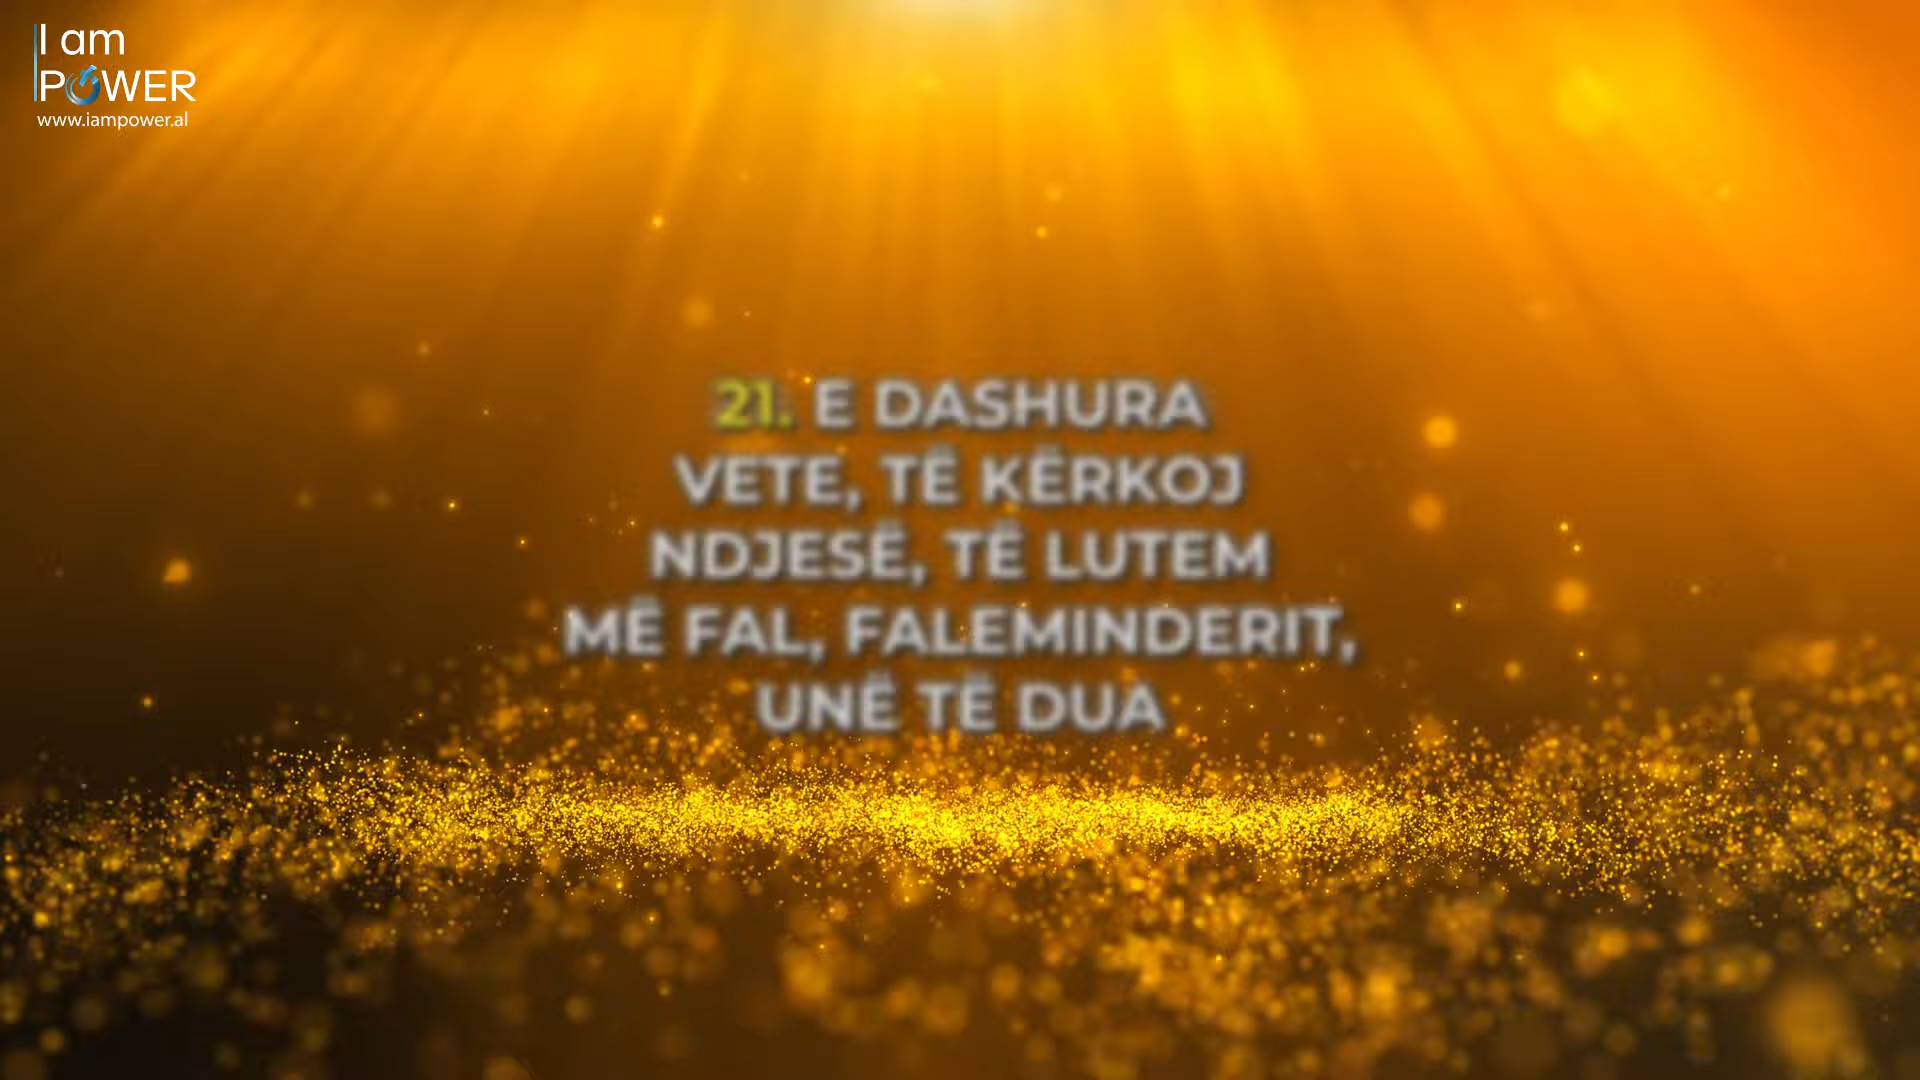 I am
POWER
www.iampower.al
21. E DASHURA
VETE, TË KËRKOJ
NDJESË, TË LUTEM
MË FAL, FALEMINDERIT,
UNË TË DUA